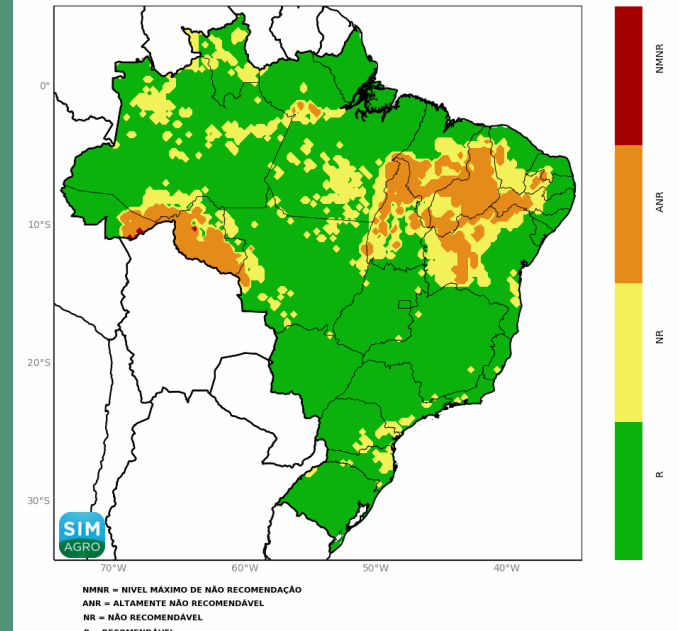 NMNR
0°
ANR
10°S
NR
20°S
R
30°S
SIM
AGRO
70°W 60°W 50°W 40°W
NMNR = NIVEL MÁXIMO DE NÃO RECOMENDAÇÃO
ANR = ALTAMENTE NÃO RECOMENDÁVEL
NR = NÃO RECOMENDÁVEL
R = RECOMENDÁVEL